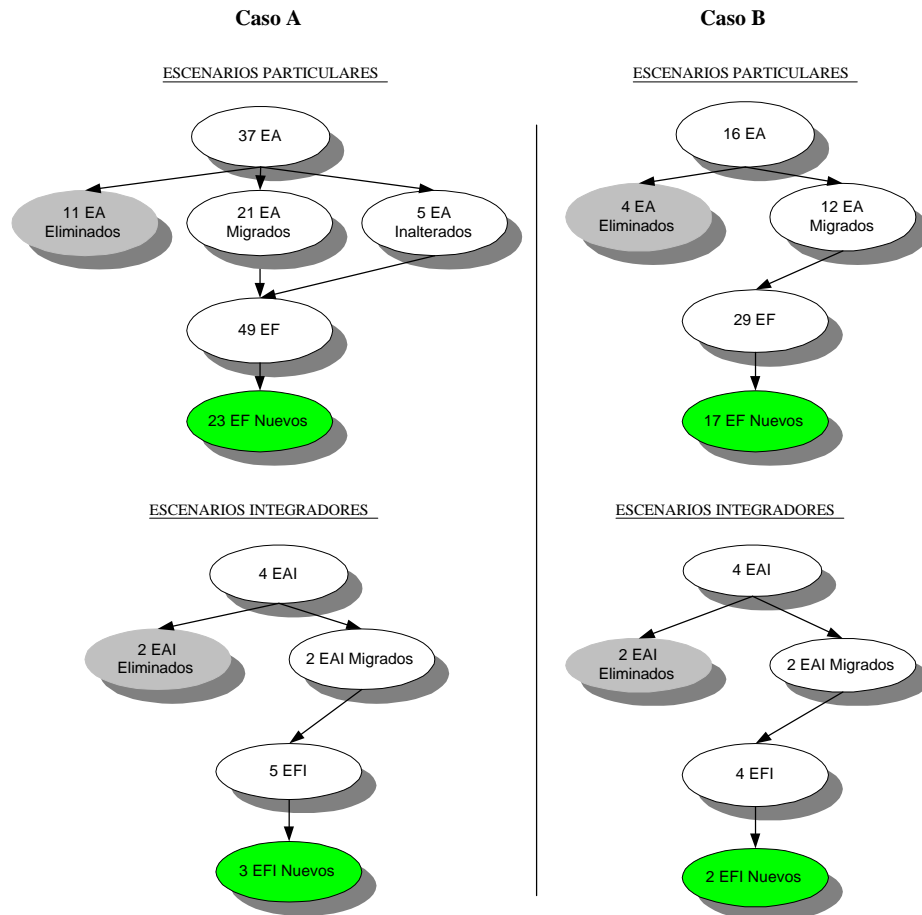 Caso A
ESCENARIOS PARTICULARES
37 EA
11 EA
Eliminados
21 EA
Migrados
5 EA
Inalterados
49 EF
23 EF Nuevos
ESCENARIOS INTEGRADORES
4 EAI
2 EAI
Eliminados
2 EAI Migrados
5 EFI
3 EFI Nuevos
Caso B
ESCENARIOS PARTICULARES
16 EA
4 EA
Eliminados
12 EA
Migrados
29 EF
17 EF Nuevos
ESCENARIOS INTEGRADORES
4 EAI
2 EAI
Eliminados
2 EAI Migrados
4 EFI
2 EFI Nuevos